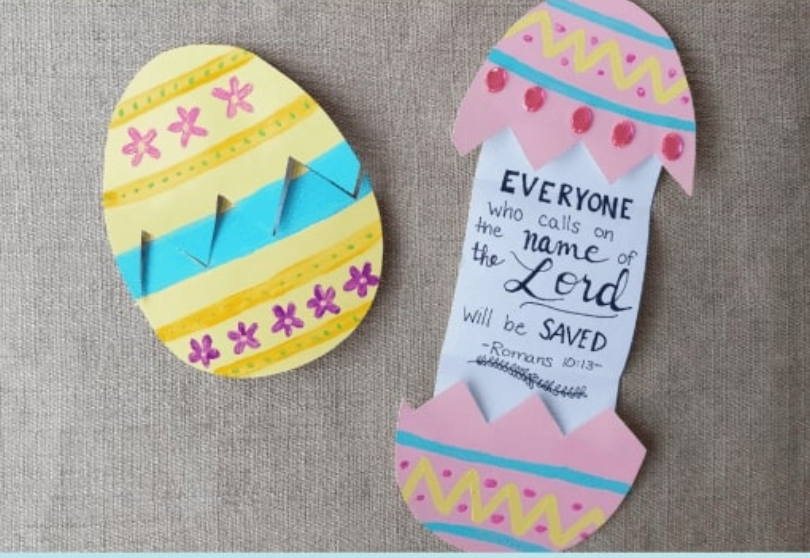 EVERYONE
who calls on
the name of
the Lord
will be SAVED
-Romans 10:13-